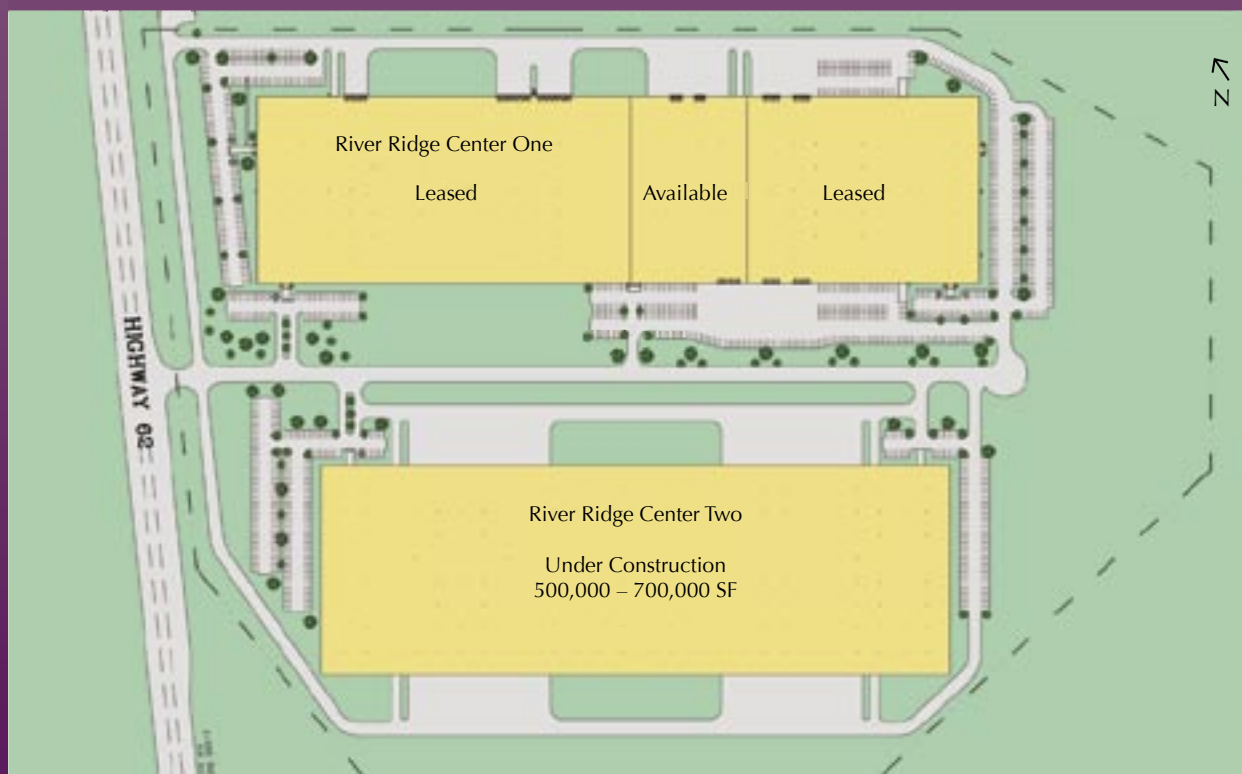 N
River Ridge Center One
Leased
Available
Leased
HIGHWAY 62
River Ridge Center Two
Under Construction
500,000 – 700,000 SF